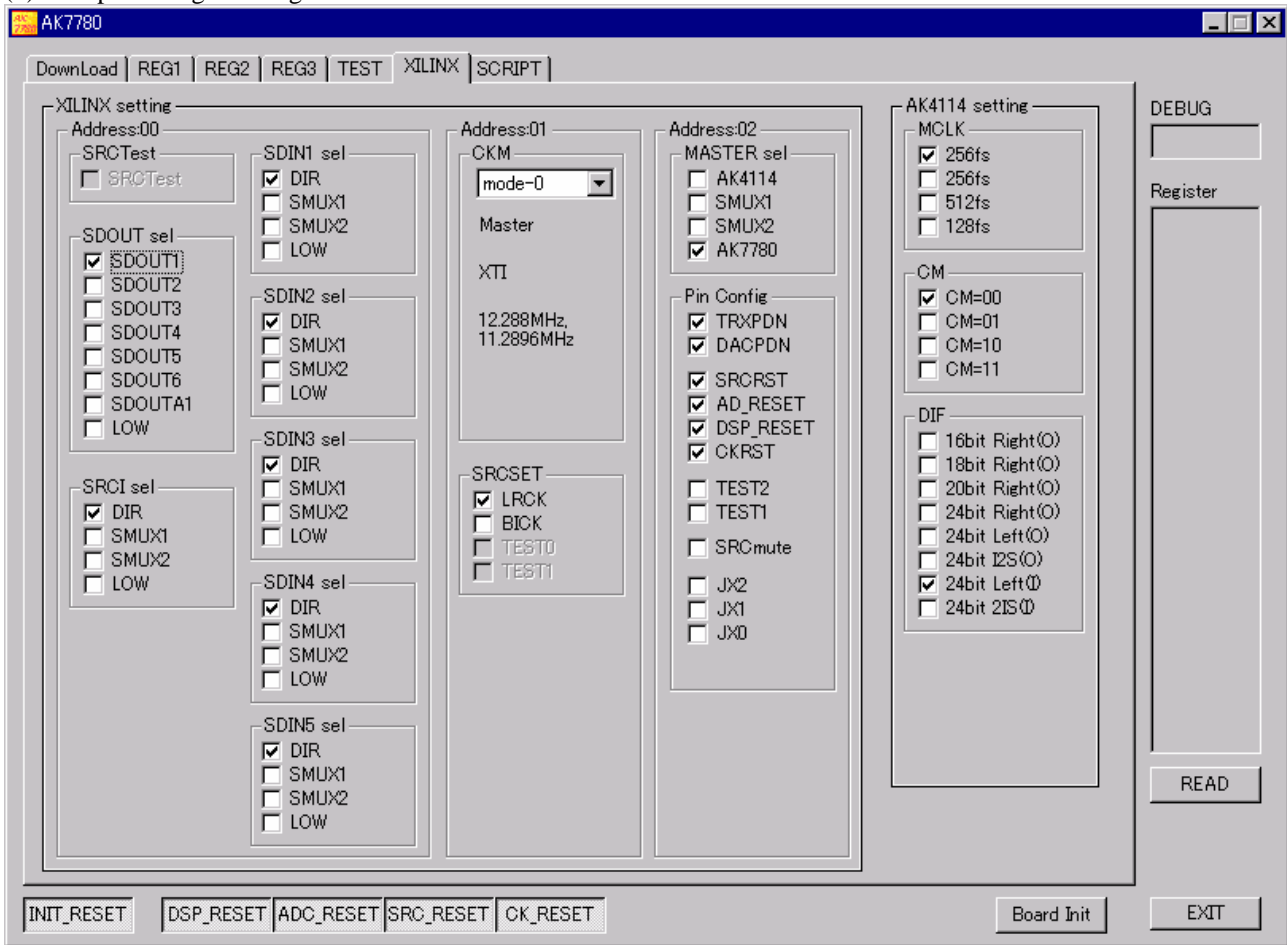 AK7780
DownLoad
REG1
REG2
REG3
TEST
XILINX
SCRIPT
XILINX setting
Address:00
SRCTest
SRCTest
SDOUT sel
SDOUT1
SDOUT2
SDOUT3
SDOUT4
SDOUT5
SDOUT6
SDOUTA1
LOW
SRCI sel
DIR
SMUX1
SMUX2
LOW
SDIN1 sel
DIR
SMUX1
SMUX2
LOW
SDIN2 sel
DIR
SMUX1
SMUX2
LOW
SDIN3 sel
DIR
SMUX1
SMUX2
LOW
SDIN4 sel
DIR
SMUX1
SMUX2
LOW
SDIN5 sel
DIR
SMUX1
SMUX2
LOW
Address:01
CKM
mode-0
Master
XTI
12.288MHz,
11.2896MHz
SRCSET
LRCK
BICK
TEST0
TEST1
Address:02
MASTER sel
AK4114
SMUX1
SMUX2
AK7780
Pin Config
TRXPDN
DACPDN
SRCRST
AD_RESET
DSP_RESET
CKRST
TEST2
TEST1
SRCmute
JX2
JX1
JX0
AK4114 setting
MCLK
256fs
256fs
512fs
128fs
CM
CM=00
CM=01
CM=10
CM=11
DIF
16bit Right(O)
18bit Right(O)
20bit Right(O)
24bit Right(O)
24bit Left(O)
24bit I2S(O)
24bit Left(I)
24bit 2IS(I)
DEBUG
Register
READ
INIT_RESET
DSP_RESET
ADC_RESET
SRC_RESET
CK_RESET
Board Init
EXIT